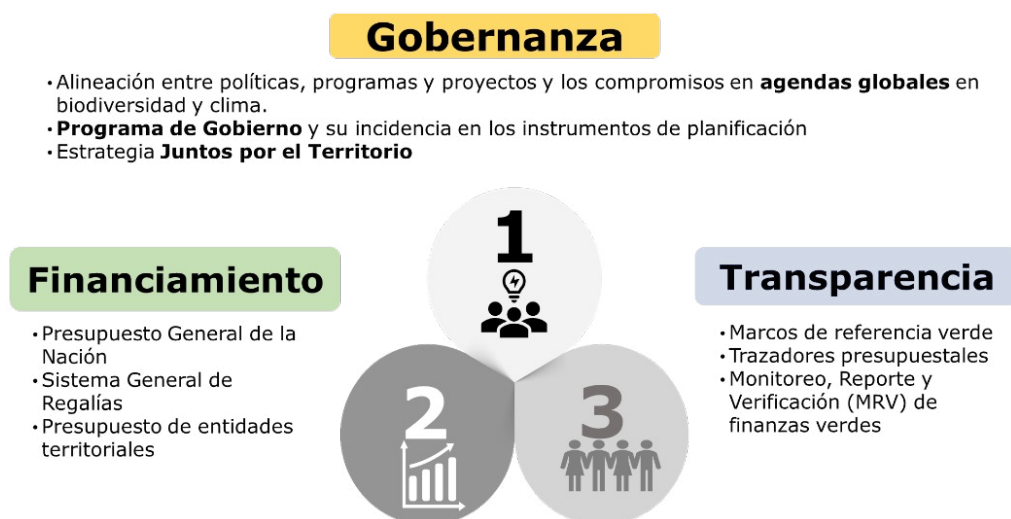 Gobernanza
• Alineación entre políticas, programas y proyectos y los compromisos en agendas globales en
biodiversidad y clima.
• Programa de Gobierno y su incidencia en los instrumentos de planificación
• Estrategia Juntos por el Territorio
1
Financiamiento
• Presupuesto General de la
Nación
• Sistema General de
Regalías
• Presupuesto de entidades
territoriales
2
Transparencia
• Marcos de referencia verde
• Trazadores presupuestales
• Monitoreo, Reporte y
Verificación (MRV) de
finanzas verdes
3